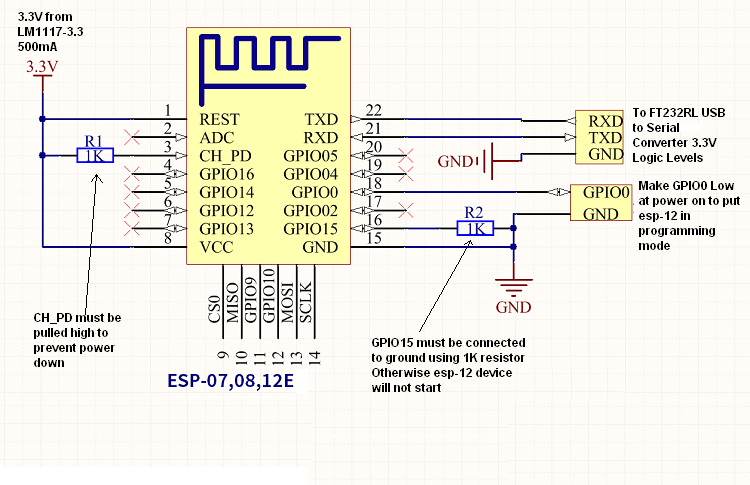 3.3V from
LM1117-3.3
500mA
3.3V
R1
1K
1
REST
2
ADC
3
CH_PD
4
GPIO16
5
GPIO14
6
GPIO12
7
GPIO13
8
VCC
TXD
22
RXD
21
GPIO05
20
GPIO04
19
GPIO0
18
GPIO02
17
GPIO15
16
GND
15
R2
1K
GND
RXD
TXD
GND
To FT232RL USB
to Serial
Converter 3.3V
Logic Levels
GPIO0
GND
Make GPIO0 Low
at power on to put
esp-12 in
programming
mode
GND
CS0
MISO
GPIO9
GPIO10
MOSI
SCLK
9
10
11
12
13
14
ESP-07,08,12E
CH_PD must be
pulled high to
prevent power
down
GPIO15 must be connected
to ground using 1K resistor
Otherwise esp-12 device
will not start